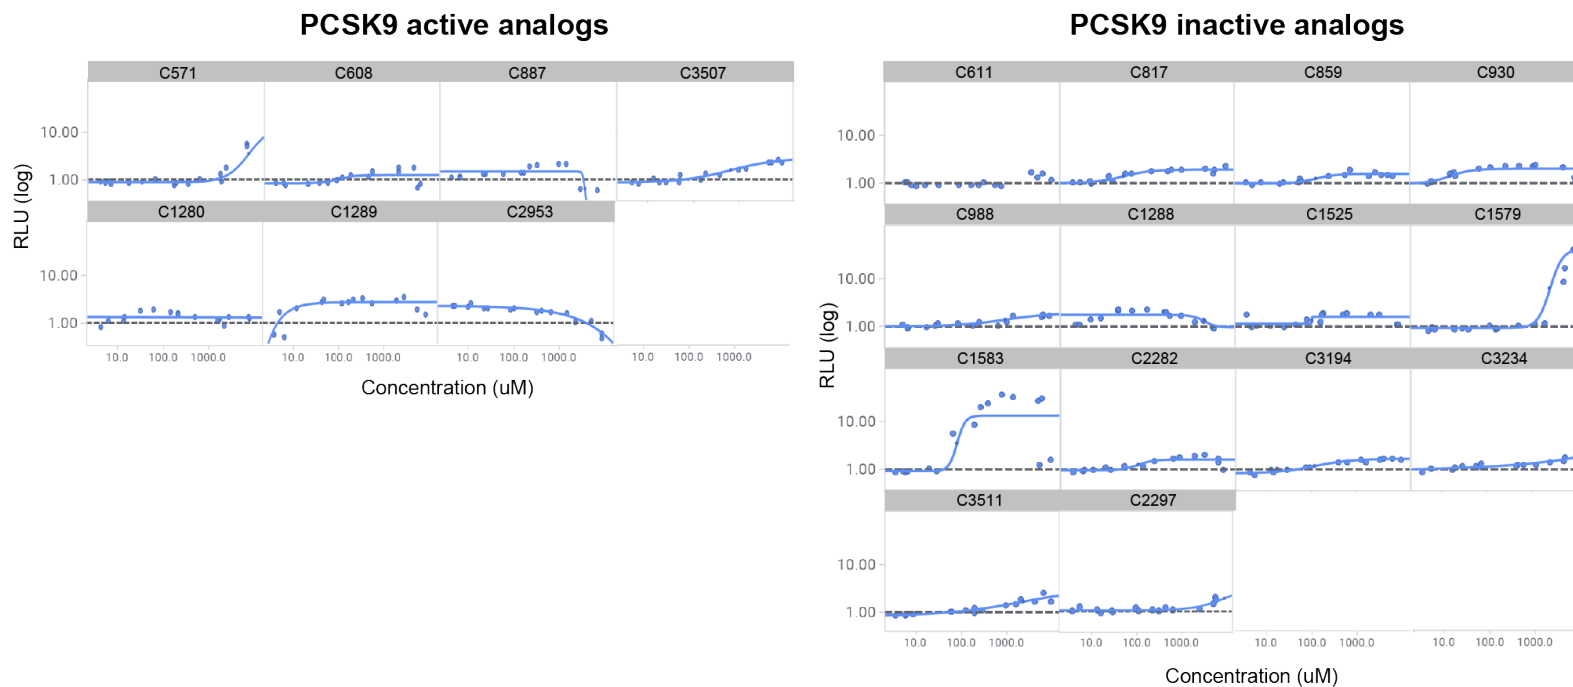 PCSK9 active analogs
C571 C608 C887 C3507
10.00
1.00
C1280 C1289 C2953
10.00
1.00
10.0 100.0 1000.0 10.0 100.0 1000.0 10.0 100.0 1000.0 10.0 100.0 1000.0
RLU (log)
Concentration (uM)
PCSK9 inactive analogs
C611 C817 C859 C930
10.00
1.00
C988 C1288 C1525 C1579
10.00
1.00
C1583 C2282 C3194 C3234
10.00
1.00
C3511 C2297
10.00
1.00
10.0 100.0 1000.0 10.0 100.0 1000.0 10.0 100.0 1000.0 10.0 100.0 1000.0
RLU (log)
Concentration (uM)